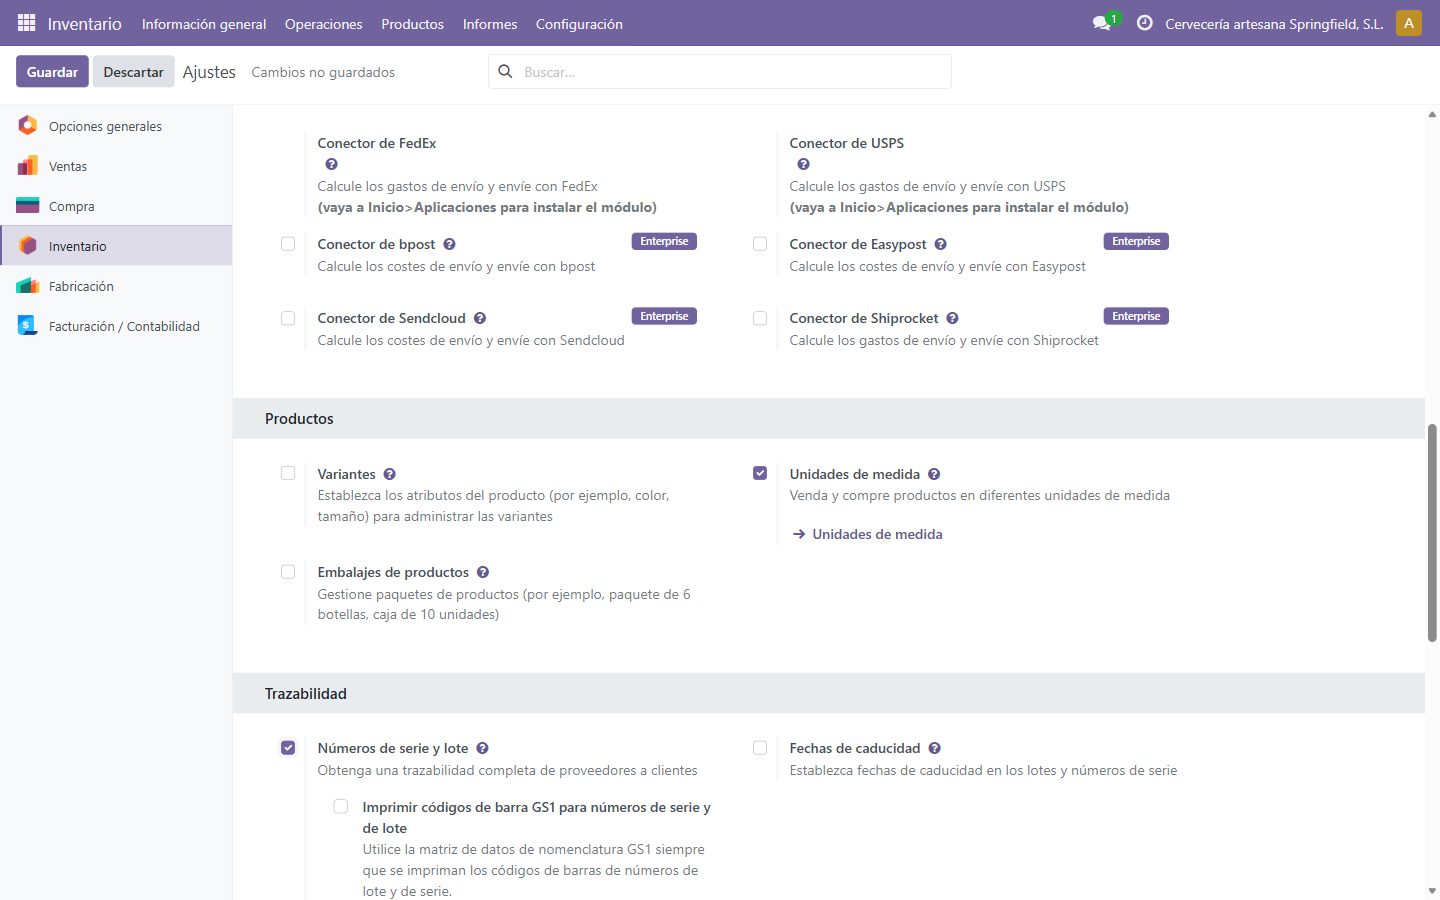 Inventario
Información general
Operaciones
Productos
Informes
Configuración
1
Cervecería artesana Springfield, S.L.
A
Guardar
Descartar
Ajustes
Cambios no guardados
Buscar...
Opciones generales
Ventas
Compra
Inventario
Fabricación
Facturación / Contabilidad
Conector de FedEx
Calcule los gastos de envío y envíe con FedEx
(vaya a Inicio>Aplicaciones para instalar el módulo)
Conector de USPS
Calcule los gastos de envío y envíe con USPS
(vaya a Inicio>Aplicaciones para instalar el módulo)
Conector de bpost
Enterprise
Calcule los costes de envío y envíe con bpost
Conector de Easypost
Enterprise
Calcule los costes de envío y envíe con Easypost
Conector de Sendcloud
Enterprise
Calcule los costes de envío y envíe con Sendcloud
Conector de Shiprocket
Enterprise
Calcule los gastos de envío y envíe con Shiprocket
Productos
Variantes
Establezca los atributos del producto (por ejemplo, color,
tamaño) para administrar las variantes
Unidades de medida
Venda y compre productos en diferentes unidades de medida
Unidades de medida
Embalajes de productos
Gestione paquetes de productos (por ejemplo, paquete de 6
botellas, caja de 10 unidades)
Trazabilidad
Números de serie y lote
Obtenga una trazabilidad completa de proveedores a clientes
Fechas de caducidad
Establezca fechas de caducidad en los lotes y números de serie
Imprimir códigos de barra GS1 para números de serie y
de lote
Utilice la matriz de datos de nomenclatura GS1 siempre
que se impriman los códigos de barras de números de
lote y de serie.